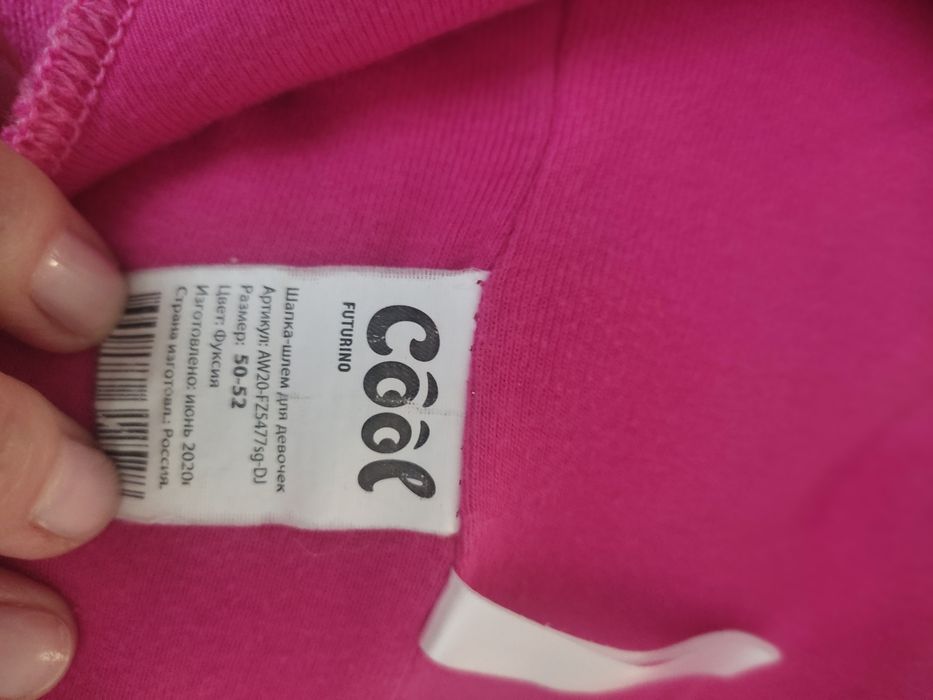 Cool
FUTURINO
Шапка-шлем для девочек
Артикул: AW20-FZ5477sg-DJ
Размер: 50-52
Цвет: Фуксия
Изготовлено: июнь 2020г
Страна изготовл.: Россия.